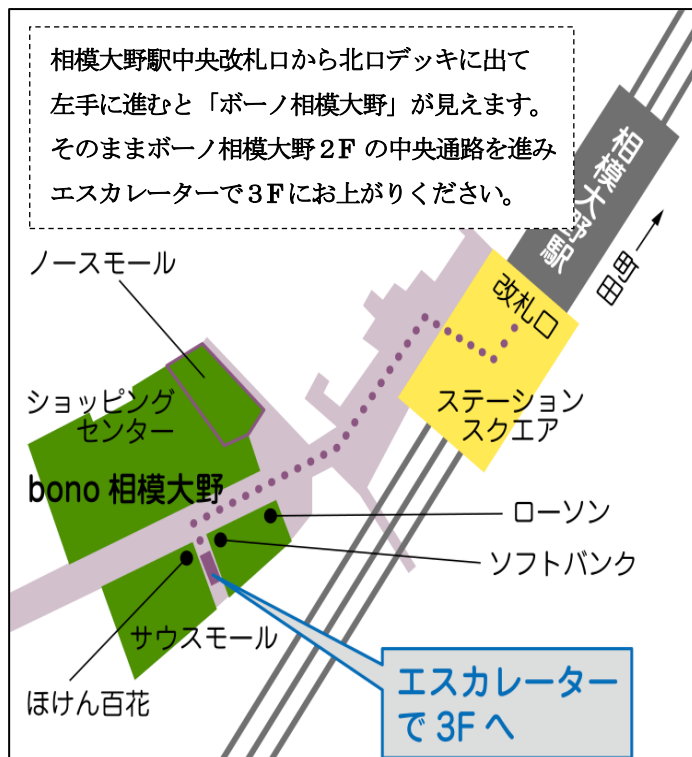 相模大野駅中央改札口から北口デッキに出て
左手に進むと「ボーノ相模大野」が見えます。
そのままボーノ相模大野２F の中央通路を進み
エスカレーターで３Fにお上がりください。
相模大野駅
町田
改札口
ノースモール
ショッピング
センター
ステーション
スクエア
bono 相模大野
ローソン
ソフトバンク
サウスモール
ほけん百花
エスカレーター
で 3F へ